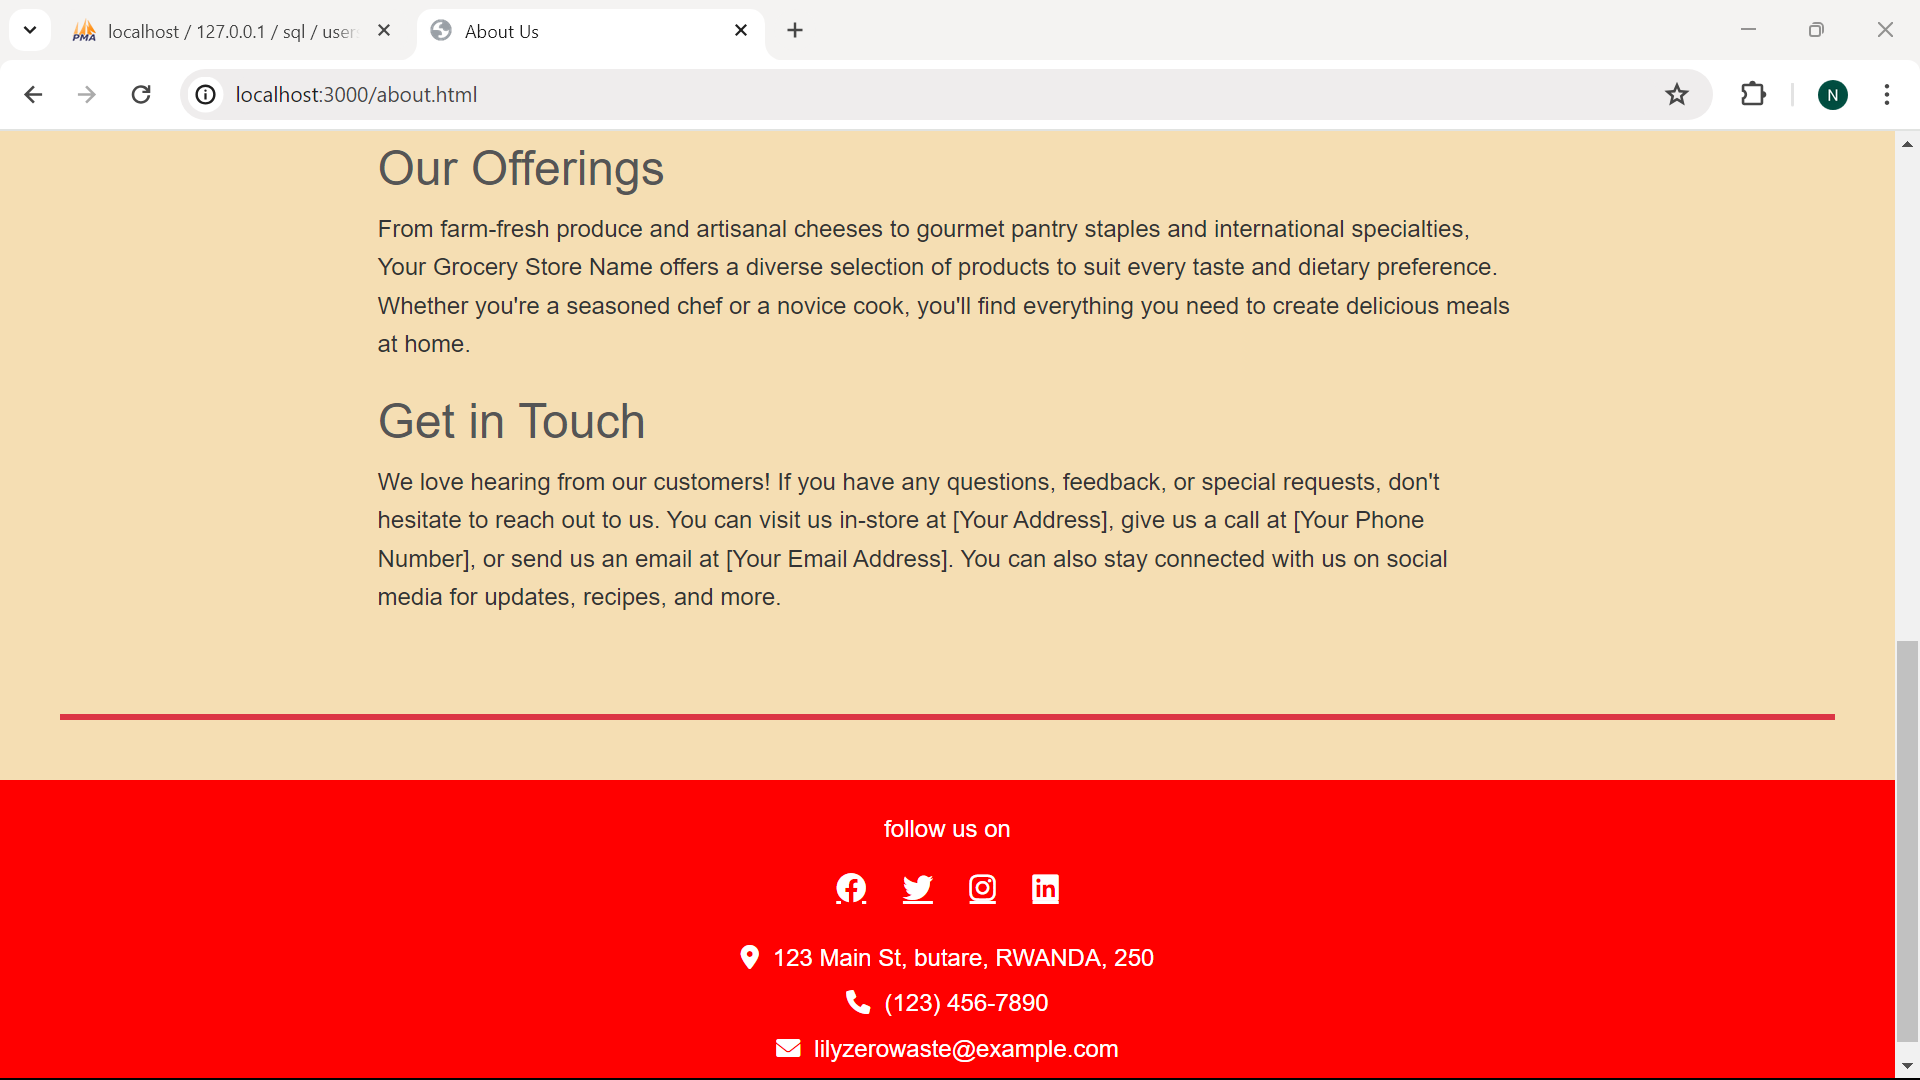 PMA
localhost / 127.0.0.1 / sql / user
About Us
localhost:3000/about.html
N
Our Offerings
From farm-fresh produce and artisanal cheeses to gourmet pantry staples and international specialties,
Your Grocery Store Name offers a diverse selection of products to suit every taste and dietary preference.
Whether you're a seasoned chef or a novice cook, you'll find everything you need to create delicious meals
at home.
Get in Touch
We love hearing from our customers! If you have any questions, feedback, or special requests, don't
hesitate to reach out to us. You can visit us in-store at [Your Address], give us a call at [Your Phone
Number], or send us an email at [Your Email Address]. You can also stay connected with us on social
media for updates, recipes, and more.
follow us on
in
123 Main St, butare, RWANDA, 250
(123) 456-7890
lilyzerowaste@example.com